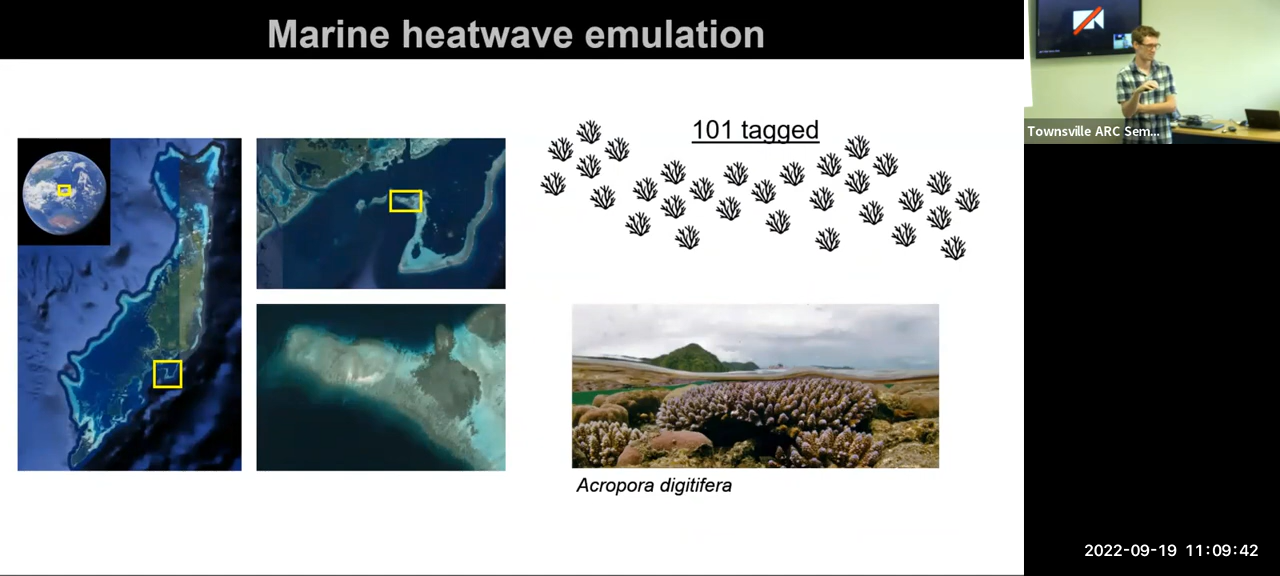 Marine heatwave emulation
Townsville ARC Sem...
101 tagged
Acropora digitifera
2022-09-19 11:09:42